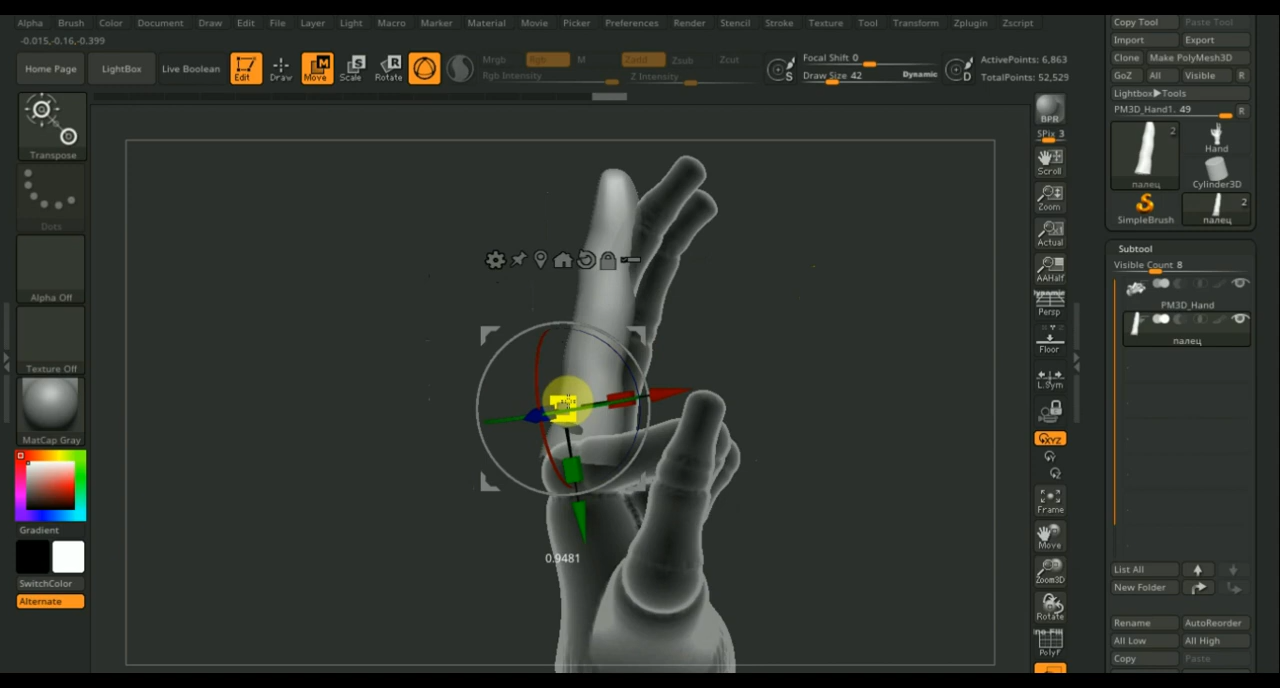 Alpha Brush Color Document Draw Edit File Layer Light Macro Marker Material Movie Picker Preferences Render Stencil Stroke Texture Tool Transform Zplugin Zscript
-0.015,-0.16,-0.399
Home Page LightBox Live Boolean Edit Draw Move Scale Rotate
M S R
Mrgb Rgb M Zadd Zsub Zcut
Rgb Intensity Z Intensity
S
Focal Shift 0
Draw Size 42 Dynamic
D
ActivePoints: 6,863
TotalPoints: 52,529
Transpose
Dots
Alpha Off
Texture Off
MatCap Gray
Gradient
SwitchColor
Alternate
0.9481
BPR
SPix 3
Scroll
Zoom
Actual
AAHalf
Dynamic
Persp
Floor
L.Sym
XYZ
Y
Z
Frame
Move
Zoom3D
Rotate
Line Fill
PolyF
Copy Tool Paste Tool
Import Export
Clone Make PolyMesh3D
GoZ All Visible R
Lightbox▶Tools
PM3D_Hand1. 49 R
2
палец
Hand
Cylinder3D
SimpleBrush
2
палец
Subtool
Visible Count 8
PM3D_Hand
палец
List All
New Folder
Rename AutoReorder
All Low All High
Copy Paste